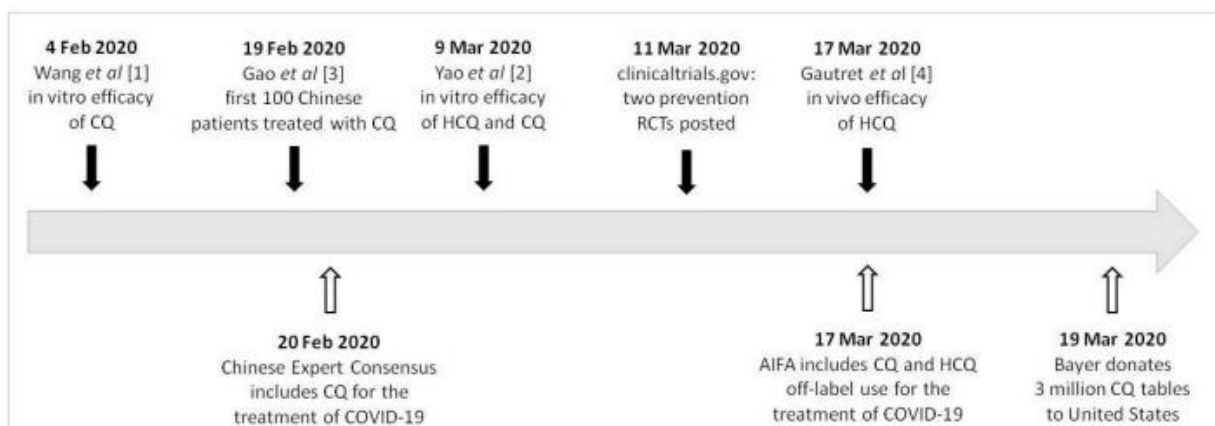 4 Feb 2020
Wang et al [1]
in vitro efficacy
of CQ
19 Feb 2020
Gao et al [3]
first 100 Chinese
patients treated with CQ
9 Mar 2020
Yao et al [2]
in vitro efficacy
of HCQ and CQ
11 Mar 2020
clinicaltrials.gov:
two prevention
RCTs posted
17 Mar 2020
Gautret et al [4]
in vivo efficacy
of HCQ
20 Feb 2020
Chinese Expert Consensus
includes CQ for the
treatment of COVID-19
17 Mar 2020
AIFA includes CQ and HCQ
off-label use for the
treatment of COVID-19
19 Mar 2020
Bayer donates
3 million CQ tables
to United States